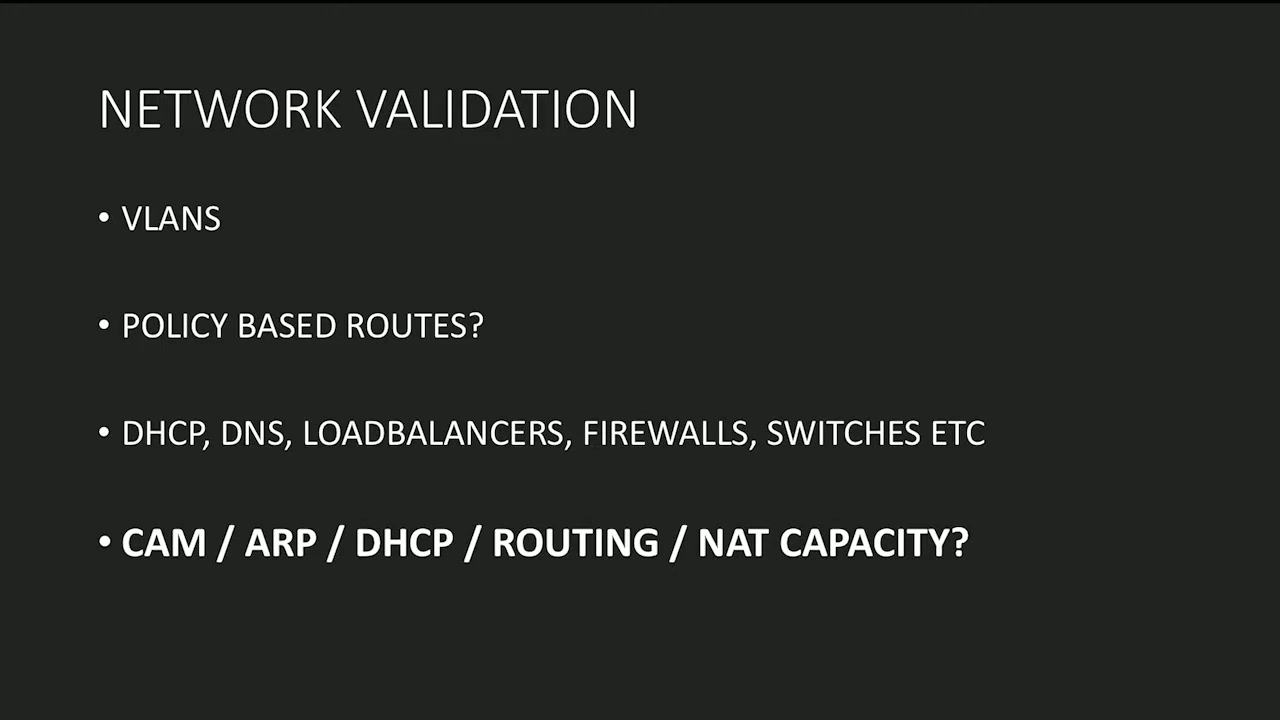 NETWORK VALIDATION
• VLANS
• POLICY BASED ROUTES?
• DHCP, DNS, LOADBALANCERS, FIREWALLS, SWITCHES ETC
• CAM / ARP / DHCP / ROUTING / NAT CAPACITY?